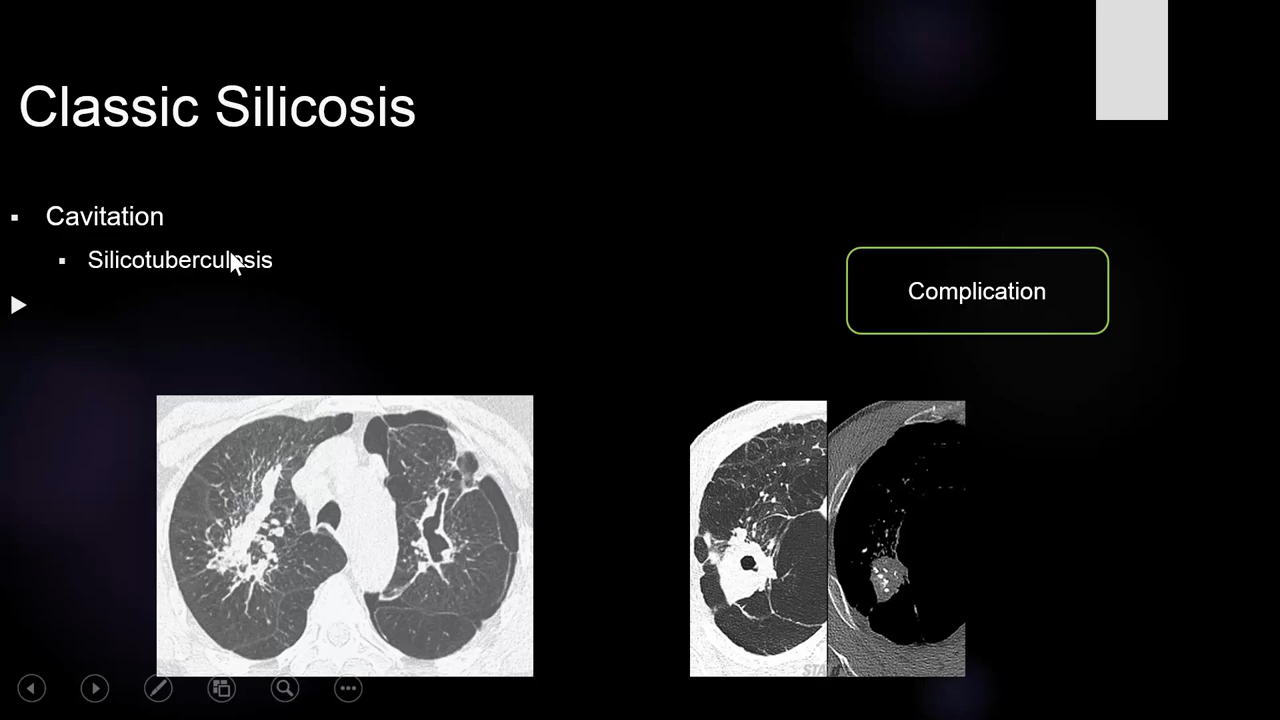 Classic Silicosis
Cavitation
Silicotuberculosis
Complication